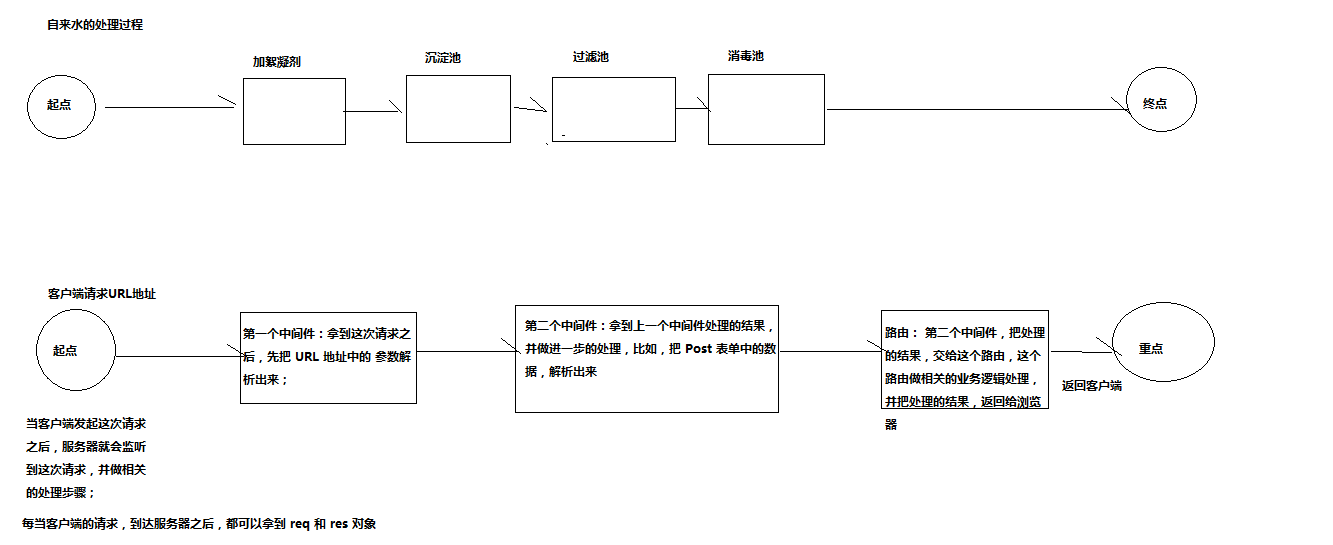 自来水的处理过程
加絮凝剂
沉淀池
过滤池
消毒池
起点
终点
客户端请求URL地址
起点
第一个中间件：拿到这次请求之
后，先把 URL 地址中的 参数解
析出来；
第二个中间件：拿到上一个中间件处理的结果，
并做进一步的处理，比如，把 Post 表单中的数
据，解析出来
路由： 第二个中间件，把处理
的结果，交给这个路由，这个
路由做相关的业务逻辑处理，
并把处理的结果，返回给浏览
器
重点
返回客户端
当客户端发起这次请求
之后，服务器就会监听
到这次请求，并做相关
的处理步骤；
每当客户端的请求，到达服务器之后，都可以拿到 req 和 res 对象